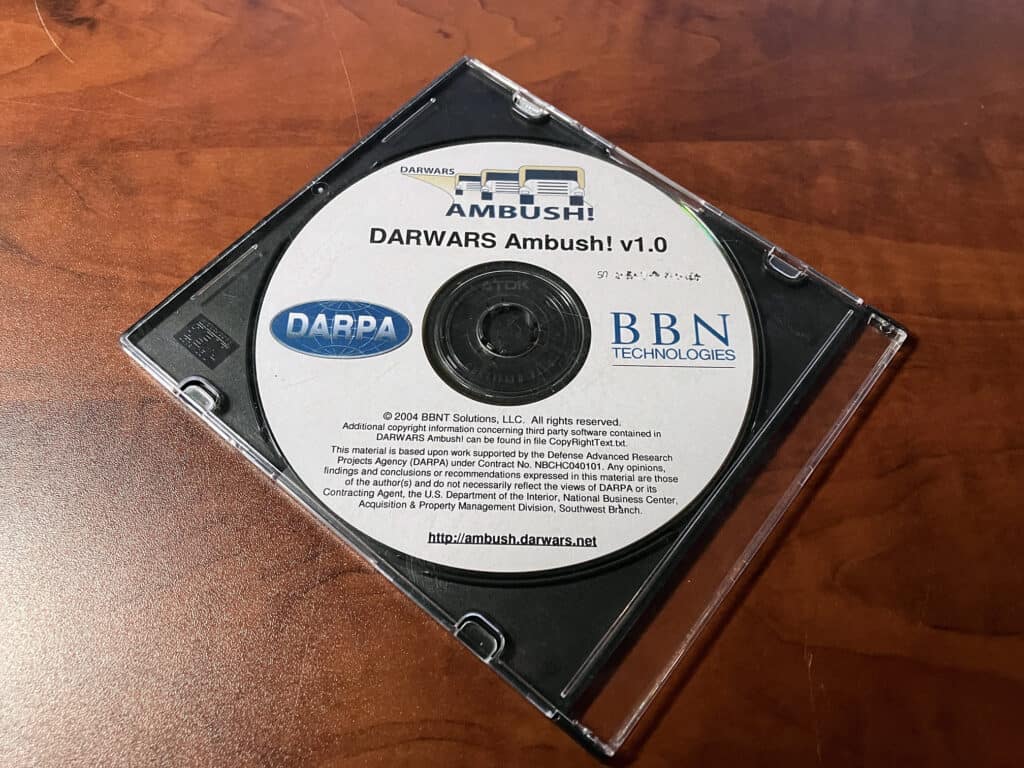 DARWARS
AMBUSH!
DARWARS Ambush! v1.0
TDK
DARPA
BBN
TECHNOLOGIES
© 2004 BBNT Solutions, LLC. All rights reserved.
Additional copyright information concerning third party software contained in
DARWARS Ambush! can be found in file CopyRightText.txt.
This material is based upon work supported by the Defense Advanced Research
Projects Agency (DARPA) under Contract No. NBCHC040101. Any opinions,
findings and conclusions or recommendations expressed in this material are those
of the author(s) and do not necessarily reflect the views of DARPA or its
Contracting Agent, the U.S. Department of the Interior, National Business Center,
Acquisition & Property Management Division, Southwest Branch.
http://ambush.darwars.net